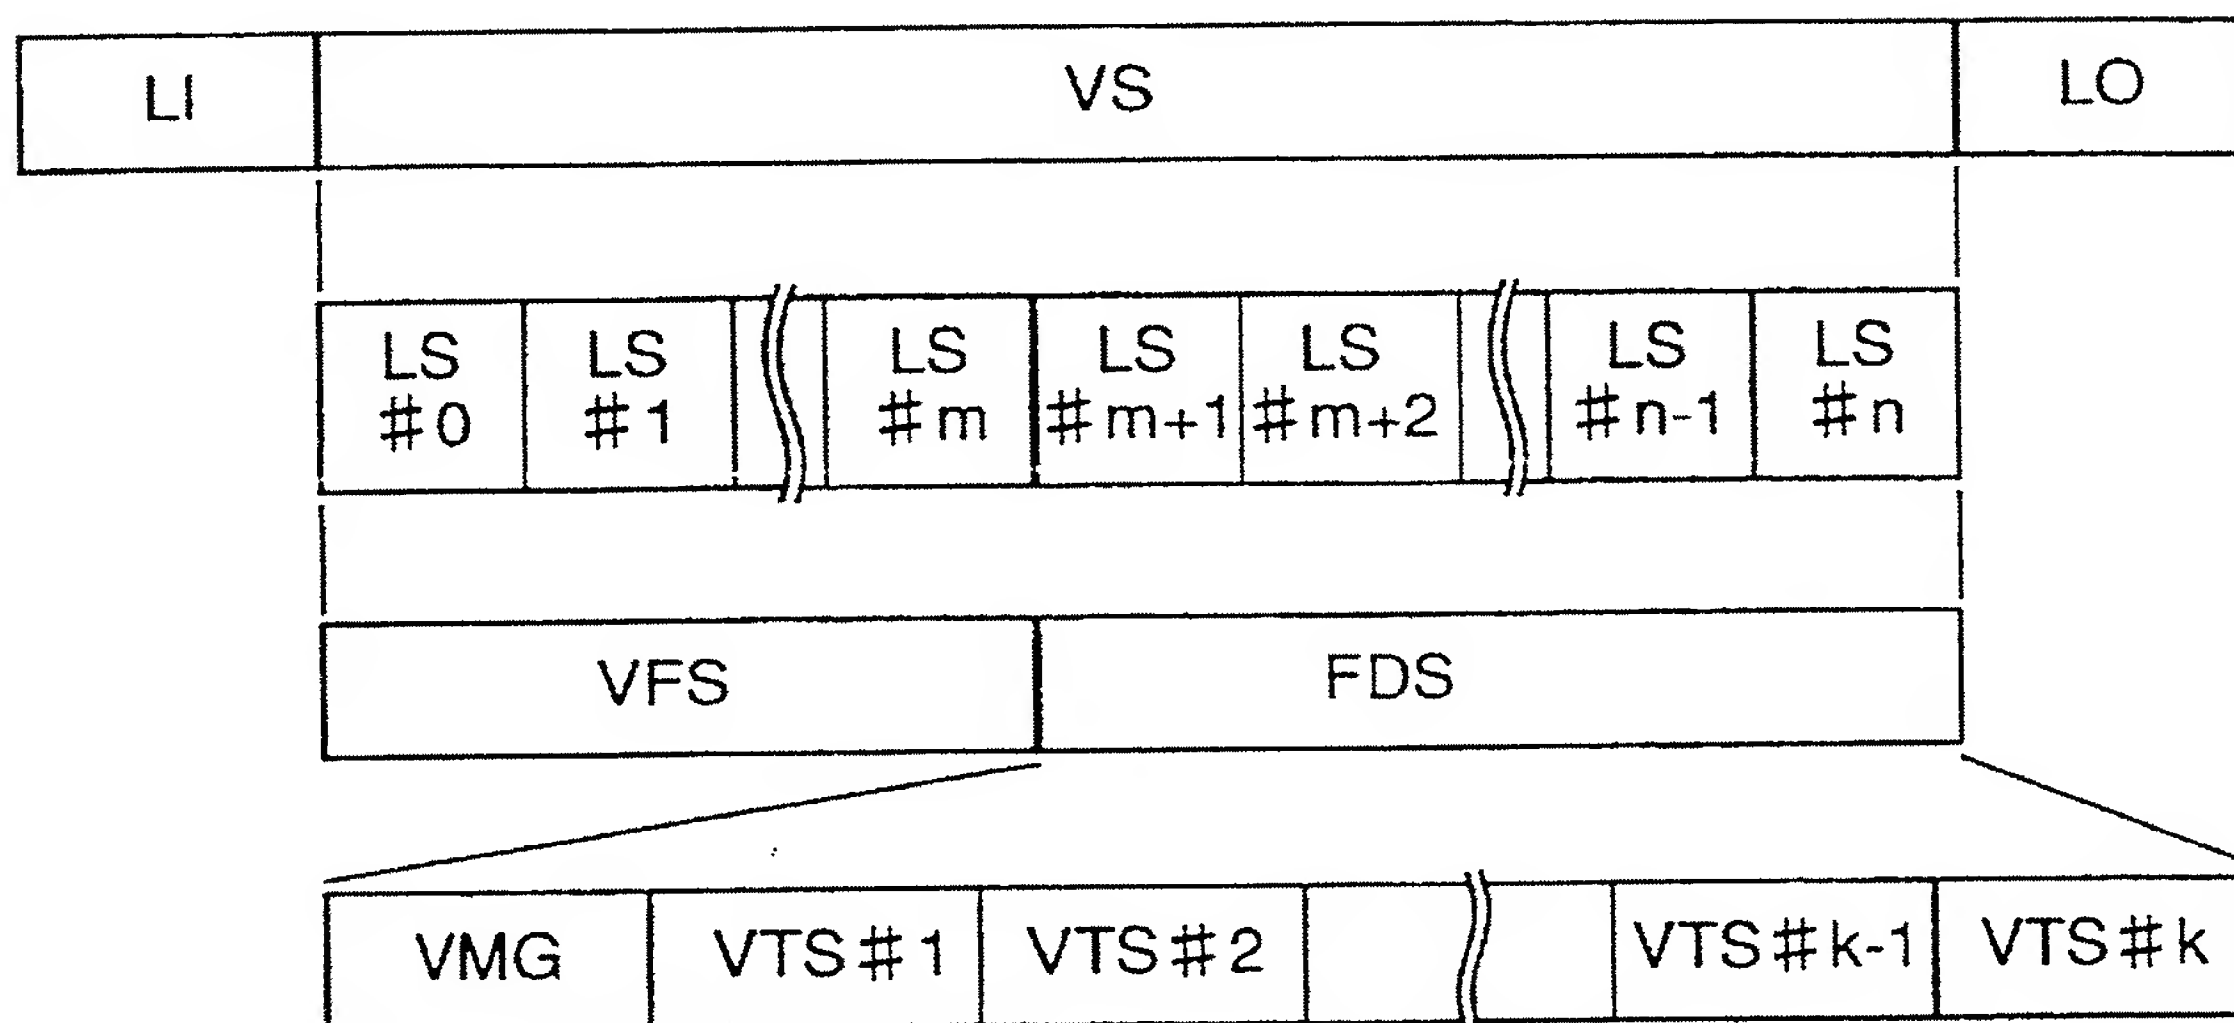 LI VS LO
LS LS LS LS LS LS LS
#0 #1 #m #m+1 #m+2 #n-1 #n
VFS FDS
VMG VTS#1 VTS#2 VTS#k-1 VTS#k